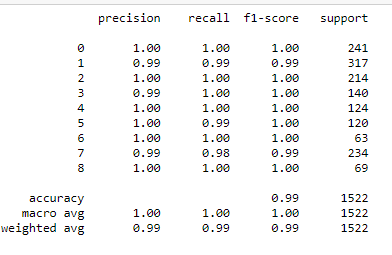 precision recall f1-score support
0 1.00 1.00 1.00 241
1 0.99 0.99 0.99 317
2 1.00 1.00 1.00 214
3 0.99 1.00 1.00 140
4 1.00 1.00 1.00 124
5 1.00 0.99 1.00 120
6 1.00 1.00 1.00 63
7 0.99 0.98 0.99 234
8 1.00 1.00 1.00 69
accuracy 0.99 1522
macro avg 1.00 1.00 1.00 1522
weighted avg 0.99 0.99 0.99 1522